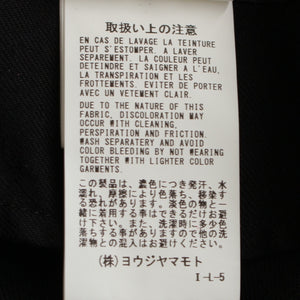 取扱い上の注意
EN CAS DE LAVAGE LA TEINTURE
PEUT S'ESTOMPER. A LAVER
SEPAREMENT. LA COULEUR PEUT
DETEINDRE ET SAIGNER A L'EAU,
LA TRANSPIRATION ET LES
FROTTEMENTS. EVITER DE PORTER
AVEC UN VETEMENT CLAIR.
DUE TO THE NATURE OF THIS
FABRIC, DISCOLORATION MAY
OCCUR WITH CLEANING,
PERSPIRATION AND FRICTION.
WASH SEPARATERY AND AVOID
COLOR BLEEDING BY NOT WEARING
TOGETHER WITH LIGHTER COLOR
GARMENTS.
この製品は、濃色につき発汗、水
濡れ、摩擦により色落ち、移染す
る恐れがあります。淡色の物と一
緒に着用する事はできるだけお避
け下さい。また、洗濯時に多少色
落ちする事がありますので他の洗
濯物との混入はお避けください。
(株)ヨウジヤマモト
I-L-5